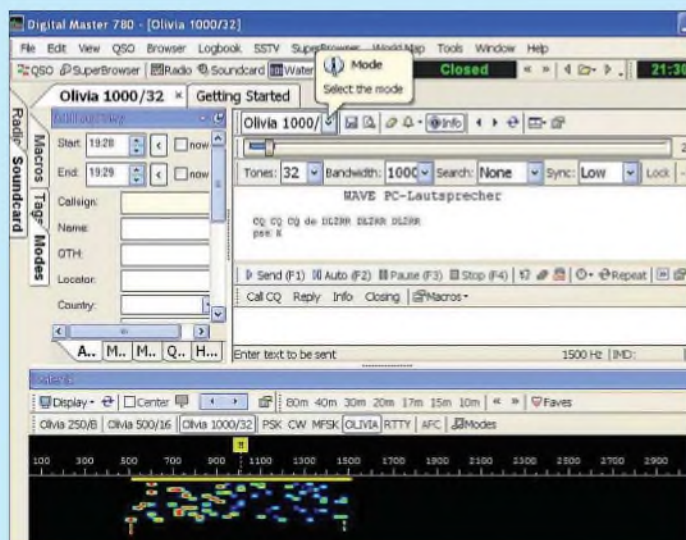 Digital Master 780 - [Olivia 1000/32]
File Edit View QSO Browser Logbook SSTV SuperBrowser World Map Tools Window Help
QSO SuperBrowser Radio Soundcard Water Closed 21:30
Mode
Select the mode
Olivia 1000/32 × Getting Started
Radio Soundcard
Macros Tags Modes
Start: 19:28 < now
End: 19:29 < now
Callsign:
Name:
QTH:
Locator:
Country:
A.. M.. M.. Q.. H...
Olivia 1000/ Info
Tones: 32 Bandwidth: 1000 Search: None Sync: Low Lock
WAVE PC-Lautsprecher
CQ CQ CQ de DL2RR DL2RR DL2RR
pse K
Send (F1) Auto (F2) Pause (F3) Stop (F4) Repeat
Call CQ Reply Info Closing Macros
Enter text to be sent 1500 Hz IMD:
Display Center 80m 40m 30m 20m 17m 15m 10m « » Faves
Olivia 250/8 Olivia 500/16 Olivia 1000/32 PSK CW MFSK OLIVIA RTTY AFC Modes
100 300 500 700 900 1100 1300 1500 1700 1900 2100 2300 2500 2700 2900